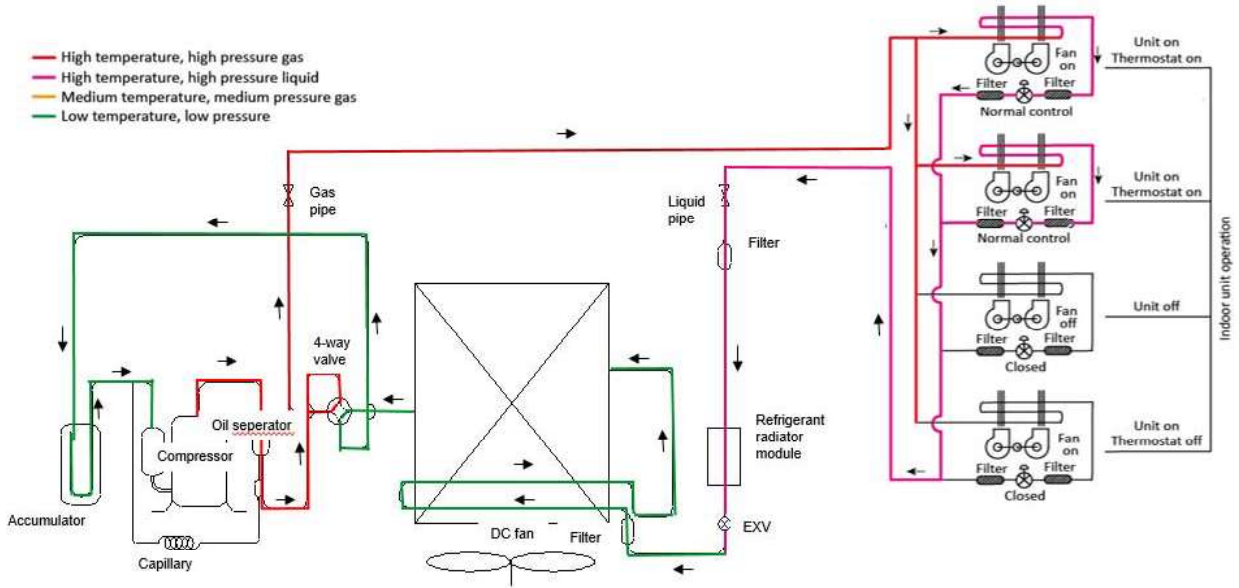 High temperature, high pressure gas
High temperature, high pressure liquid
Medium temperature, medium pressure gas
Low temperature, low pressure
Fan
on
Filter
Filter
Normal control
Unit on
Thermostat on
Fan
on
Filter
Filter
Normal control
Unit on
Thermostat on
Fan
off
Filter
Filter
Closed
Unit off
Fan
on
Filter
Filter
Closed
Unit on
Thermostat off
Indoor unit operation
Gas
pipe
Liquid
pipe
Filter
4-way
valve
Oil seperator
Compressor
Refrigerant
radiator
module
Accumulator
DC fan
Filter
EXV
Capillary